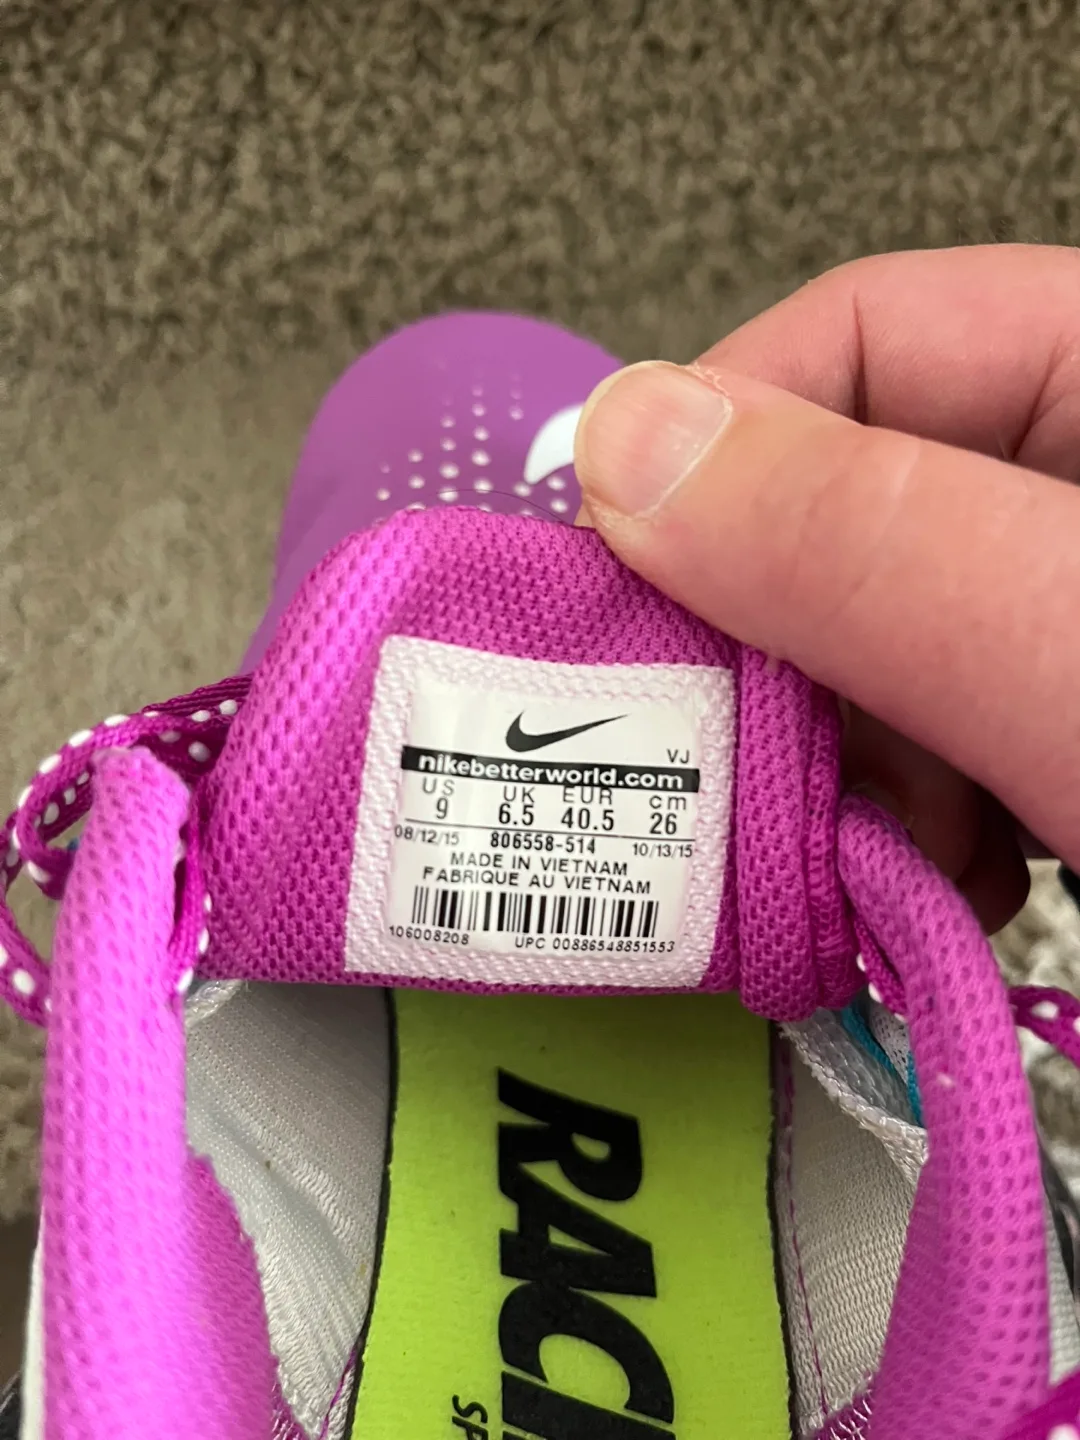 VJ
nikebetterworld.com
US UK EUR cm
9 6.5 40.5 26
08/12/15 806558-514 10/13/15
MADE IN VIETNAM
FABRIQUE AU VIETNAM
106008208 UPC 00886548851553
RACI
SP